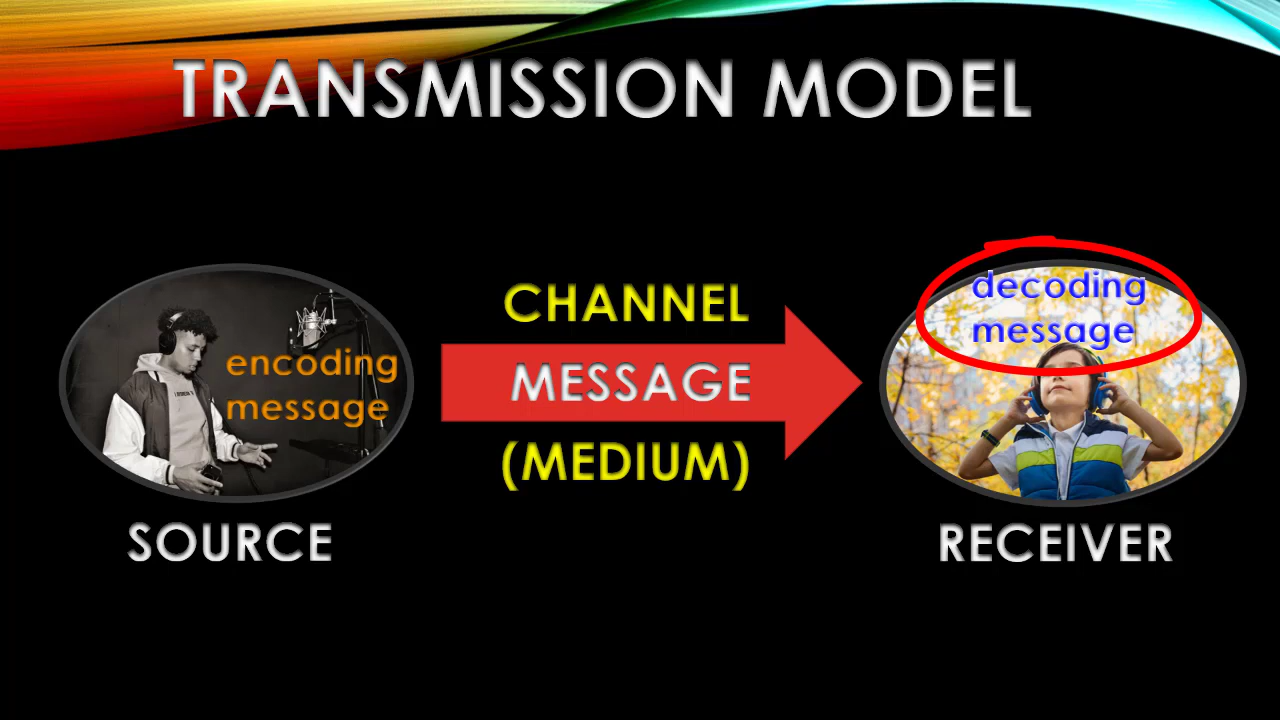 TRANSMISSION MODEL
encoding
message
SOURCE
CHANNEL
MESSAGE
(MEDIUM)
decoding
message
RECEIVER